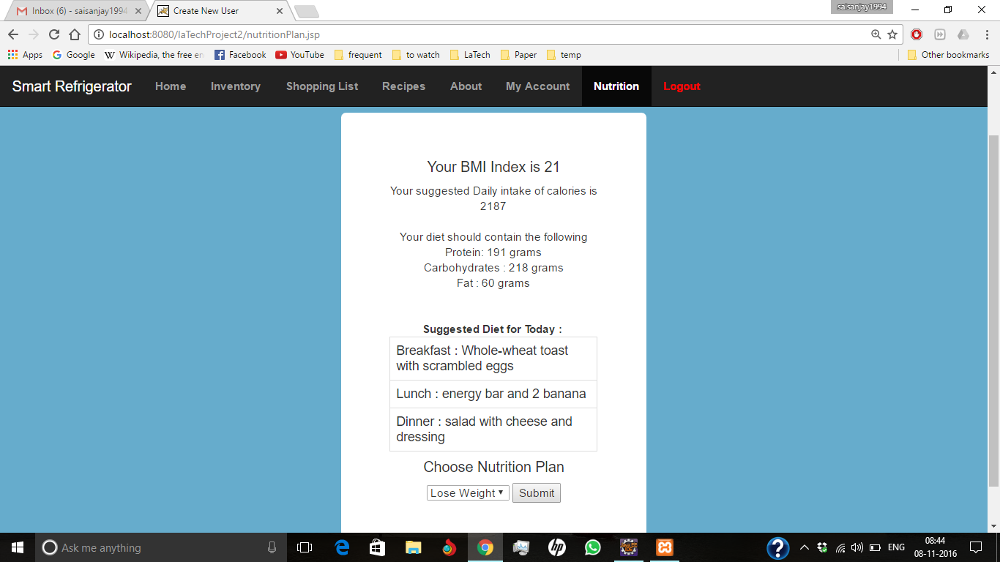 Inbox (6) - saisanjay1994
Create New User
saisanjay1994
localhost:8080/laTechProject2/nutritionPlan.jsp
Apps Google Wikipedia, the free en Facebook YouTube frequent to watch LaTech Paper temp Other bookmarks
Smart Refrigerator Home Inventory Shopping List Recipes About My Account Nutrition Logout
Your BMI Index is 21
Your suggested Daily intake of calories is
2187
Your diet should contain the following
Protein: 191 grams
Carbohydrates : 218 grams
Fat : 60 grams
Suggested Diet for Today :
Breakfast : Whole-wheat toast
with scrambled eggs
Lunch : energy bar and 2 banana
Dinner : salad with cheese and
dressing
Choose Nutrition Plan
Lose Weight Submit
Ask me anything
ENG
08:44
08-11-2016